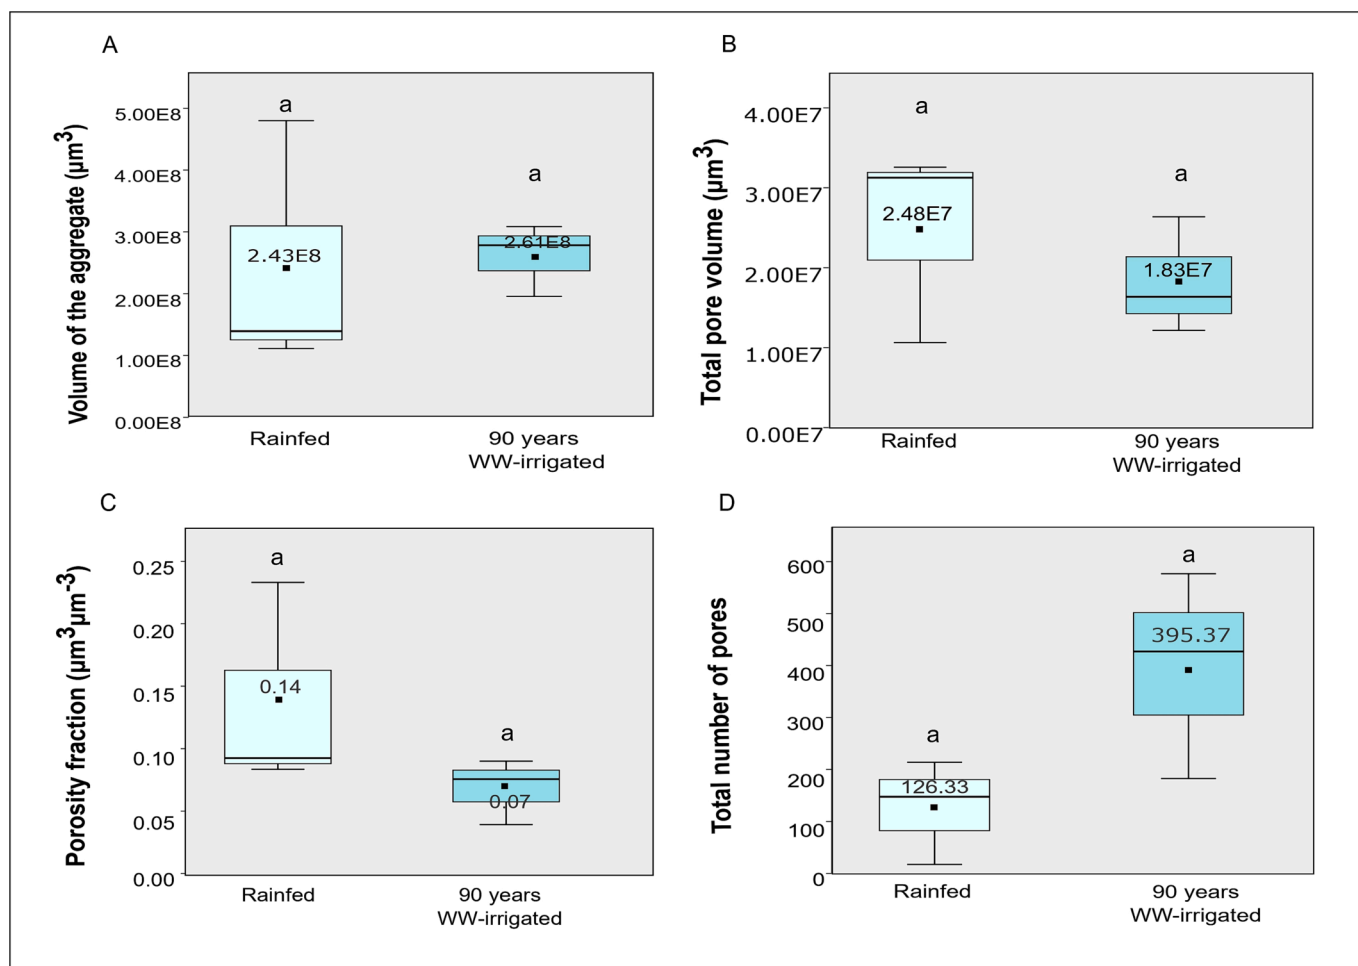 A
Volume of the aggregate (µm³)
5.00E8
4.00E8
3.00E8
2.00E8
1.00E8
0.00E8
a
2.43E8
a
2.61E8
Rainfed
90 years
WW-irrigated
B
Total pore volume (µm³)
4.00E7
3.00E7
2.00E7
1.00E7
0.00E7
a
2.48E7
a
1.83E7
Rainfed
90 years
WW-irrigated
C
Porosity fraction (µm³µm⁻³)
0.25
0.20
0.15
0.10
0.05
0.00
a
0.14
a
0.07
Rainfed
90 years
WW-irrigated
D
Total number of pores
600
500
400
300
200
100
0
a
126.33
a
395.37
Rainfed
90 years
WW-irrigated